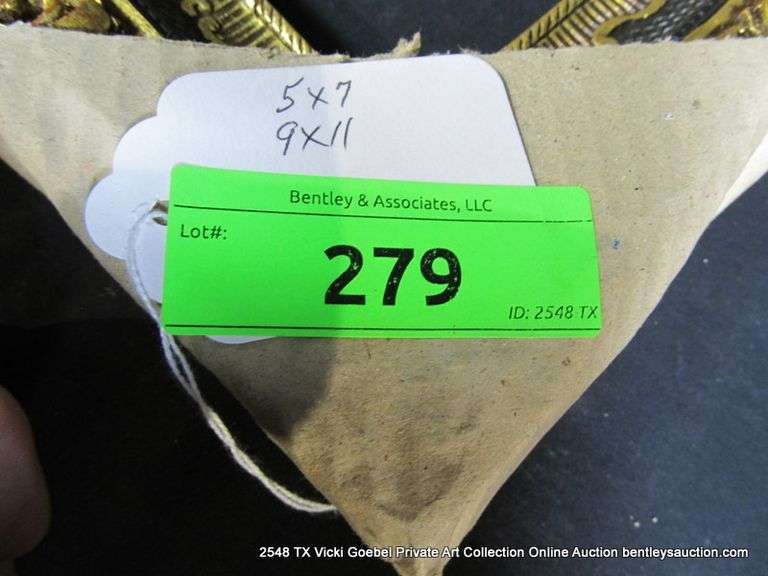 5x7
9x11
Bentley & Associates, LLC
Lot#:
279
ID: 2548 TX
2548 TX Vicki Goebel Private Art Collection Online Auction bentleysauction.com